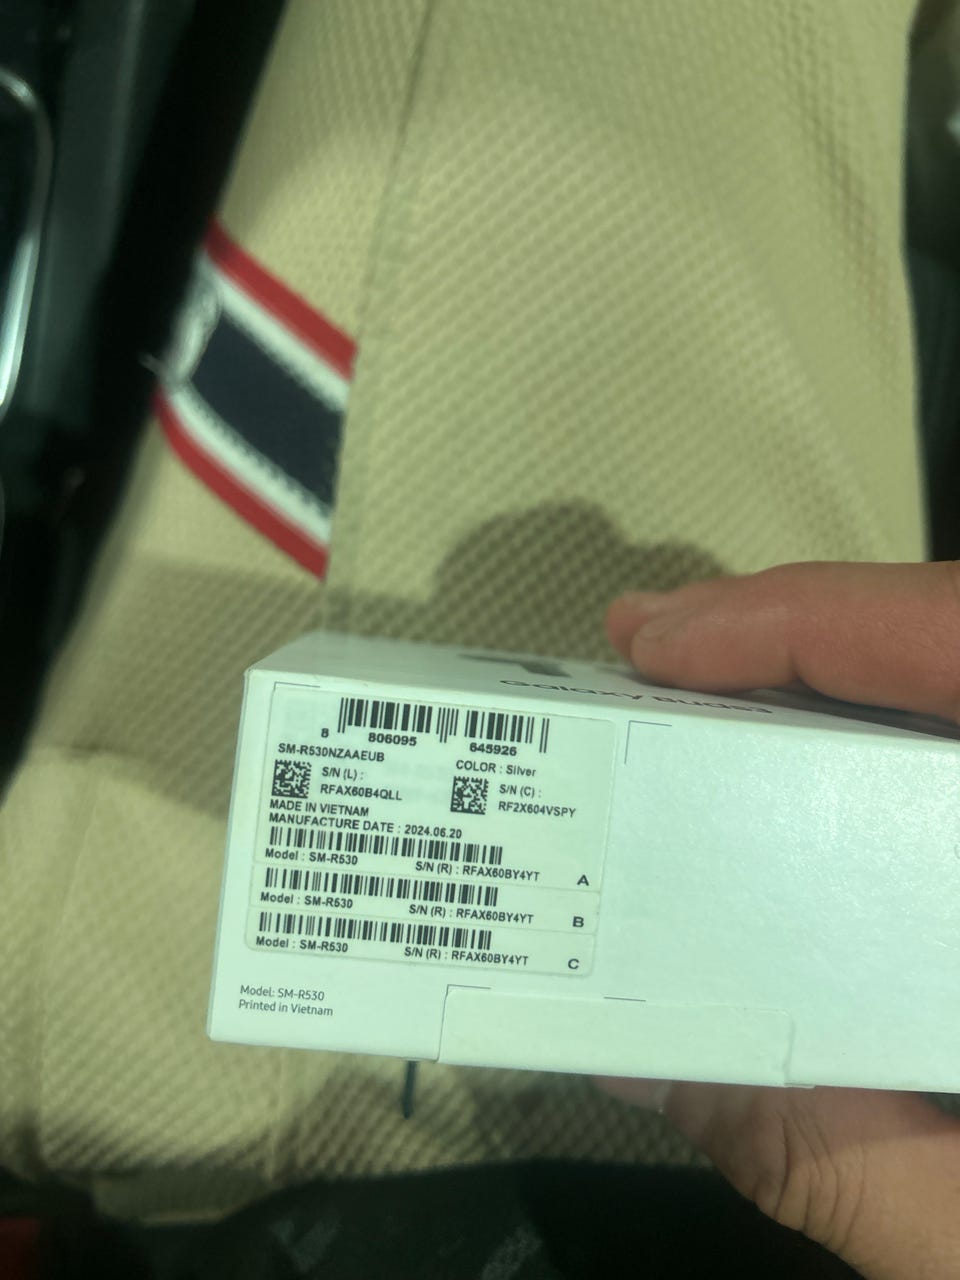 Galaxy Buds3
8 806095 645926
SM-R530NZAAEUB
COLOR : Silver
S/N (L) :
RFAX60B4QLL
S/N (C) :
RF2X604VSPY
MADE IN VIETNAM
MANUFACTURE DATE : 2024.06.20
Model : SM-R530 S/N (R) : RFAX60BY4YT A
Model : SM-R530 S/N (R) : RFAX60BY4YT B
Model : SM-R530 S/N (R) : RFAX60BY4YT C
Model: SM-R530
Printed in Vietnam